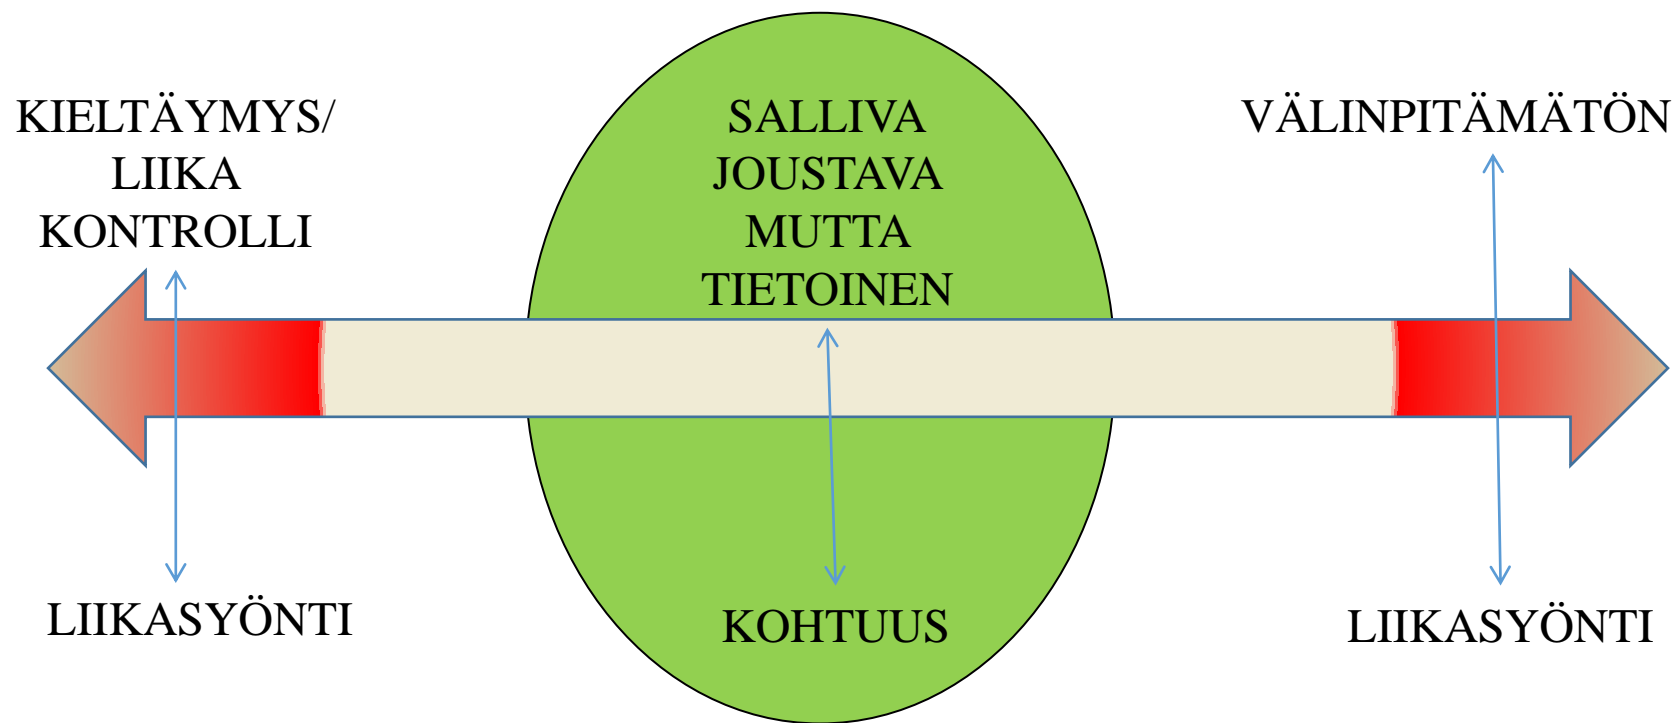 KIELTÄYMYS/
LIIKA
KONTROLLI
SALLIVA
JOUSTAVA
MUTTA
TIETOINEN
VÄLINPITÄMÄTÖN
LIIKASYÖNTI
KOHTUUS
LIIKASYÖNTI